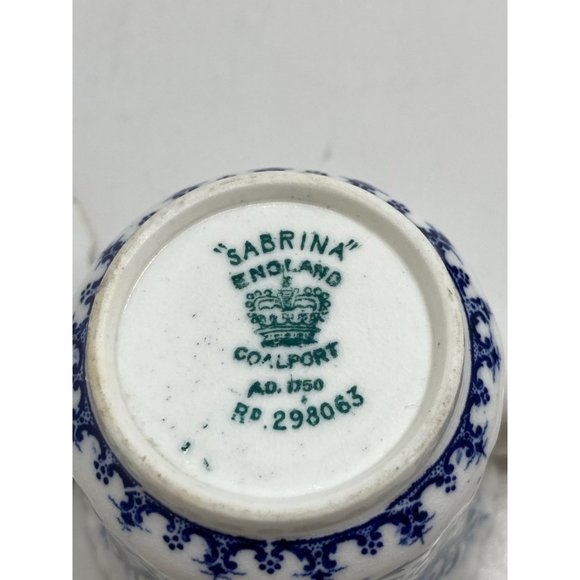 "SABRINA"
ENGLAND
COALPORT
AD. 1750
RD. 298063